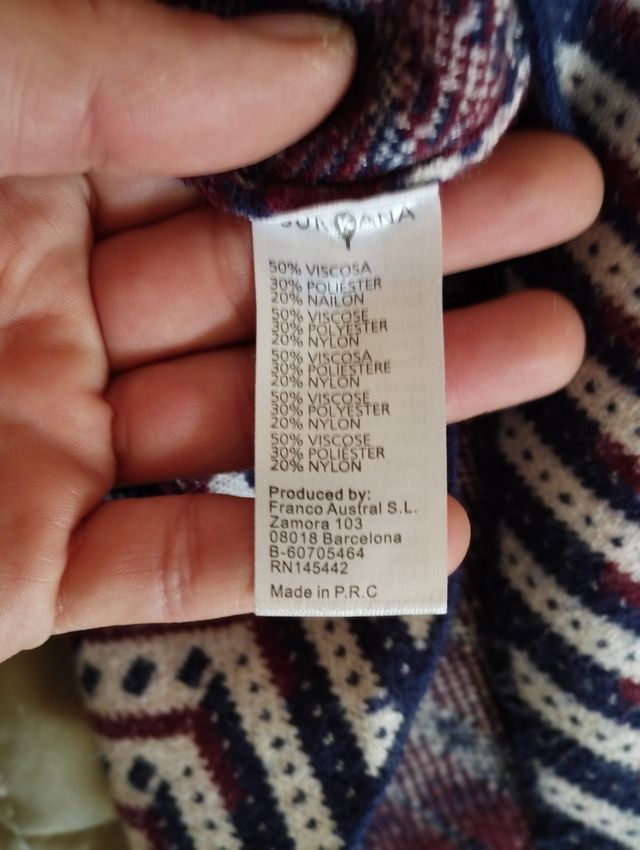 50% VISCOSA
30% POLIÉSTER
20% NAILON
50% VISCOSE
30% POLYESTER
20% NYLON
50% VISCOSA
30% POLIESTERE
20% NYLON
50% VISCOSE
30% POLYESTER
20% NYLON
50% VISCOSE
30% POLIÉSTER
20% NYLON
Produced by:
Franco Austral S.L.
Zamora 103
08018 Barcelona
B-60705464
RN145442
Made in P.R.C